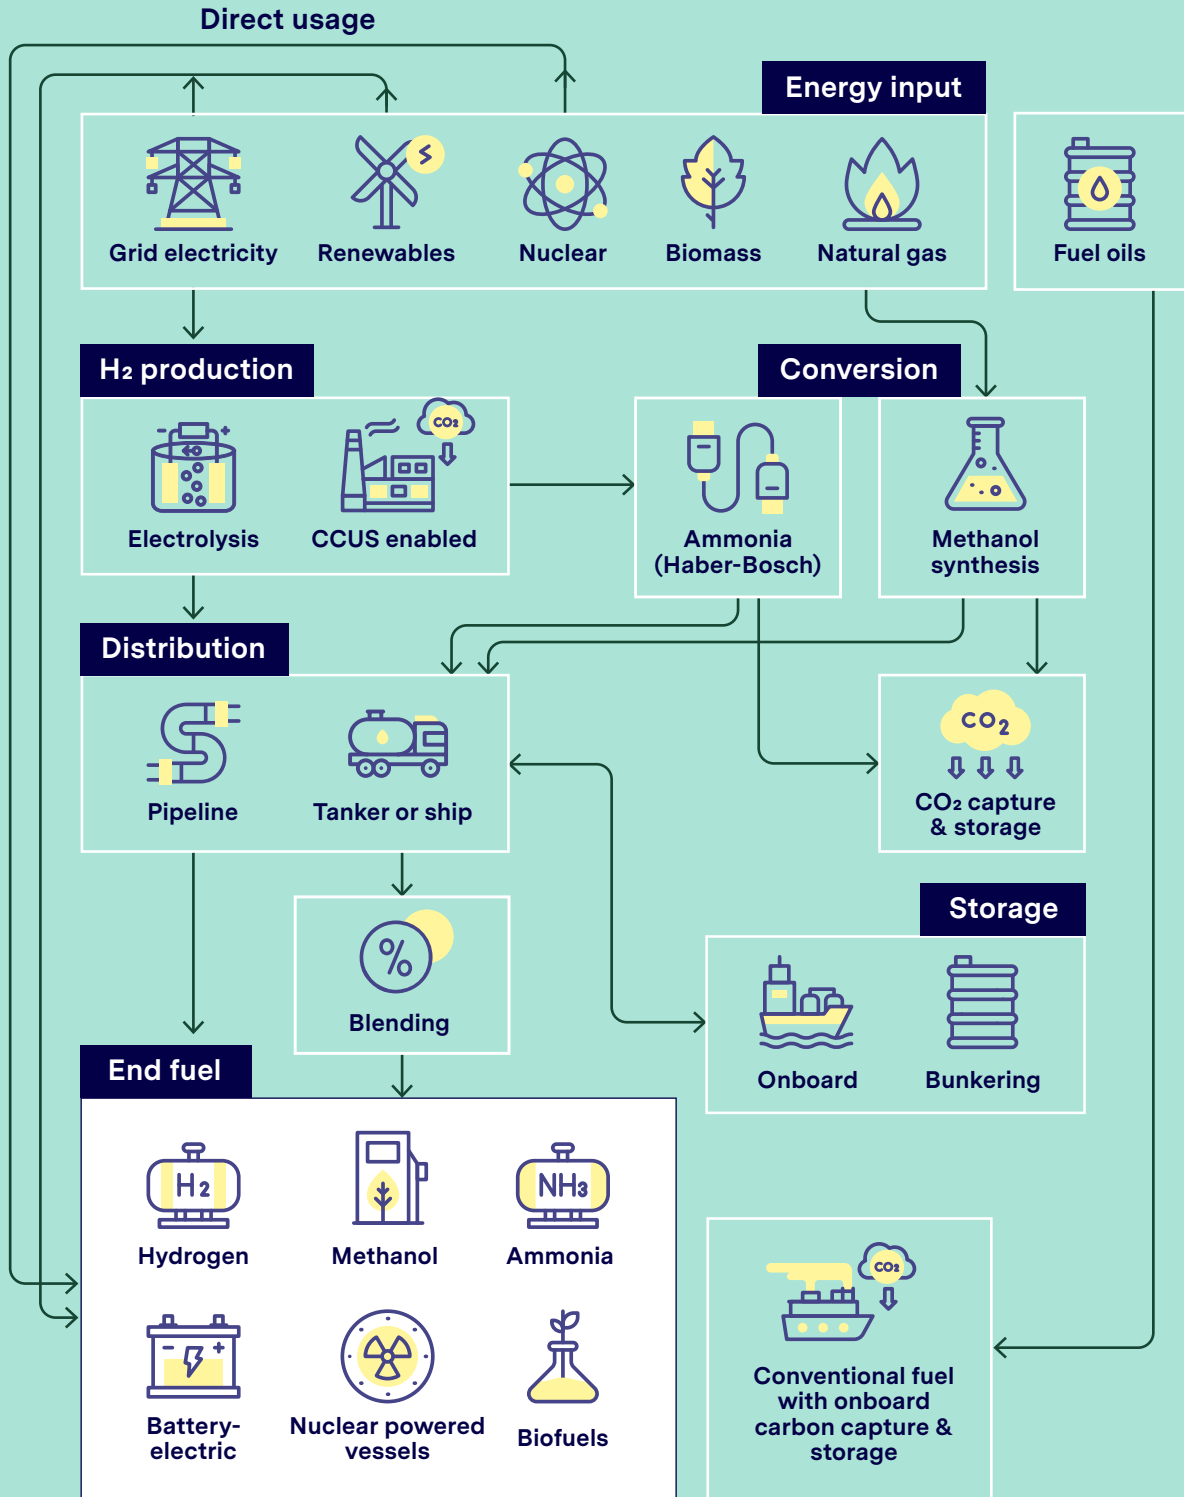 Direct usage
Energy input
Grid electricity
Renewables
Nuclear
Biomass
Natural gas
Fuel oils
H₂ production
Conversion
- +
CO₂
Electrolysis
CCUS enabled
Ammonia
(Haber-Bosch)
Methanol
synthesis
Distribution
Pipeline
Tanker or ship
CO₂
CO₂ capture
& storage
%
Blending
Storage
Onboard
Bunkering
End fuel
H₂
NH₃
Hydrogen
Methanol
Ammonia
- +
Battery-
electric
Nuclear powered
vessels
Biofuels
CO₂
Conventional fuel
with onboard
carbon capture &
storage